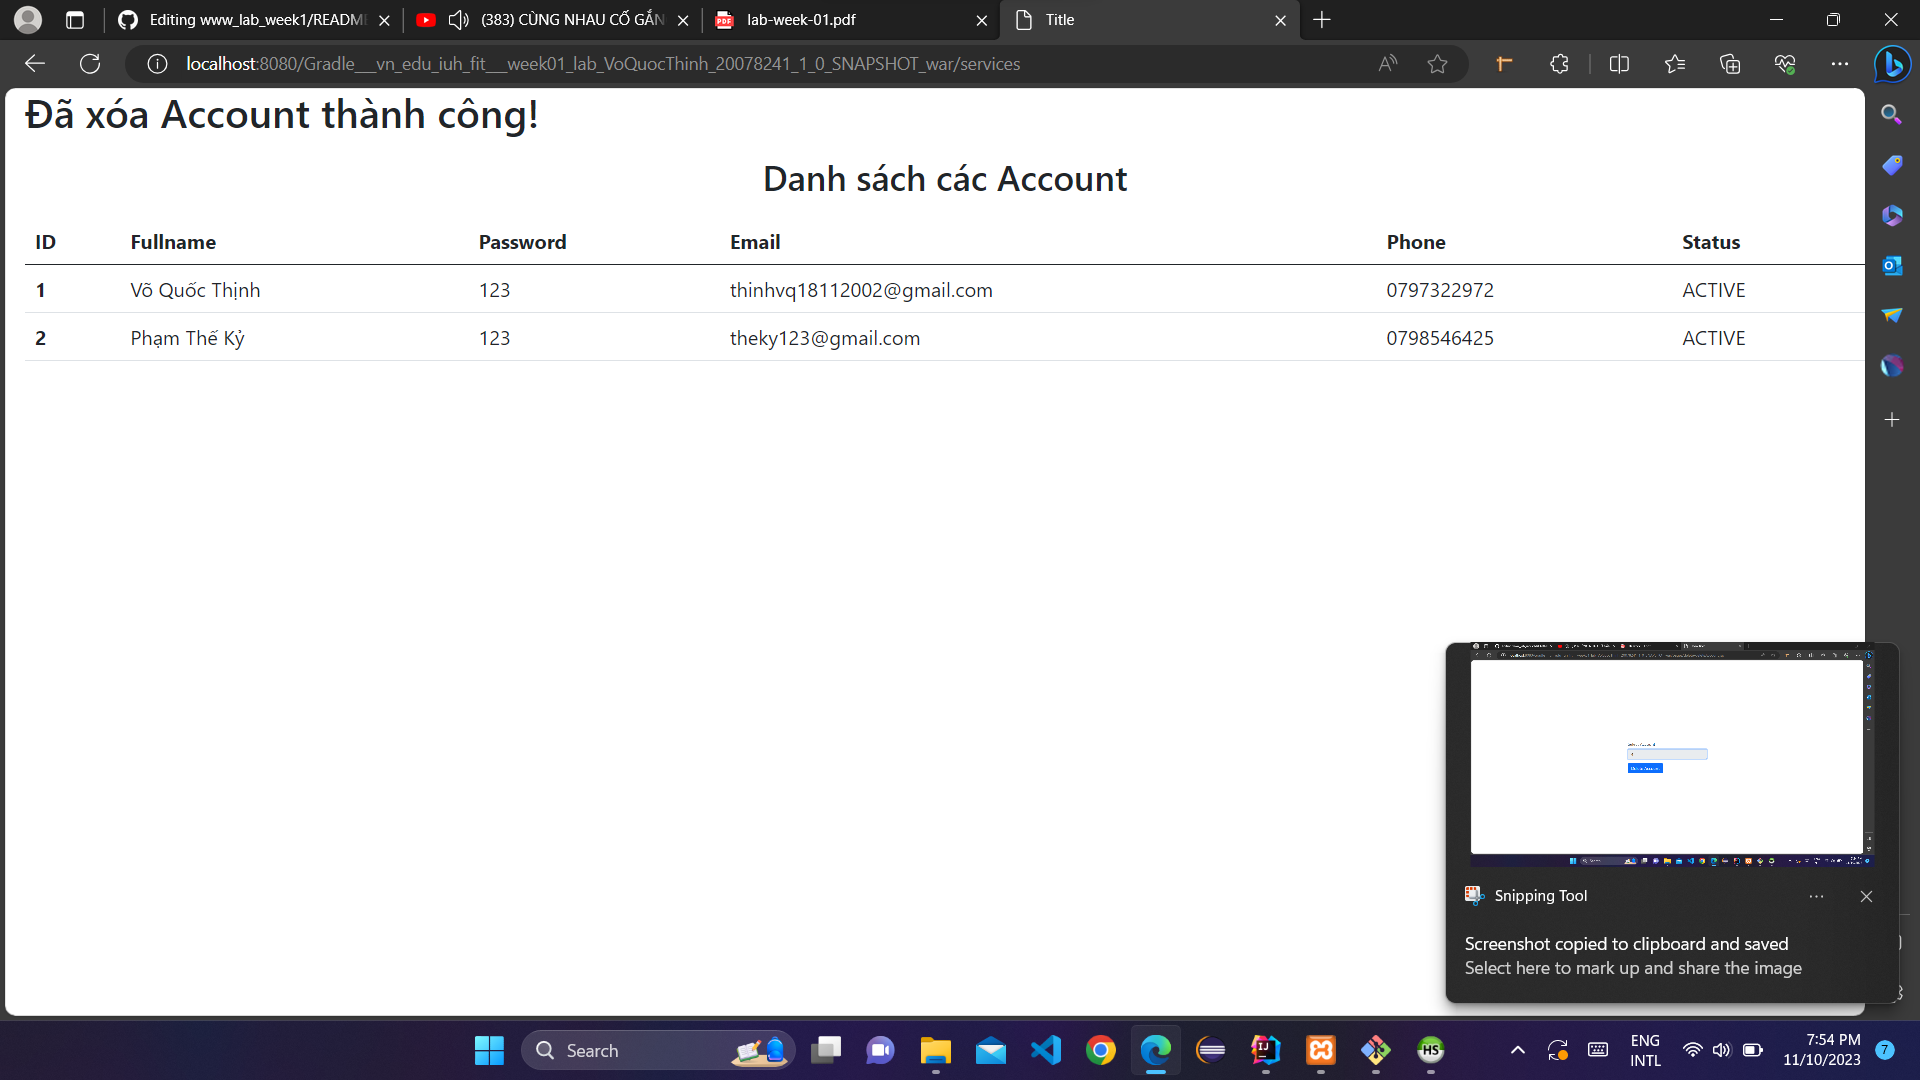 Editing www_lab_week1/README
(383) CÙNG NHAU CỐ GẮN
lab-week-01.pdf
Title
localhost:8080/Gradle___vn_edu_iuh_fit___week01_lab_VoQuocThinh_20078241_1_0_SNAPSHOT_war/services
Đã xóa Account thành công!
Danh sách các Account
ID Fullname Password Email Phone Status
1 Võ Quốc Thịnh 123 thinhvq18112002@gmail.com 0797322972 ACTIVE
2 Phạm Thế Kỷ 123 theky123@gmail.com 0798546425 ACTIVE
Snipping Tool
Screenshot copied to clipboard and saved
Select here to mark up and share the image
Search
ENG
INTL
7:54 PM
11/10/2023
7